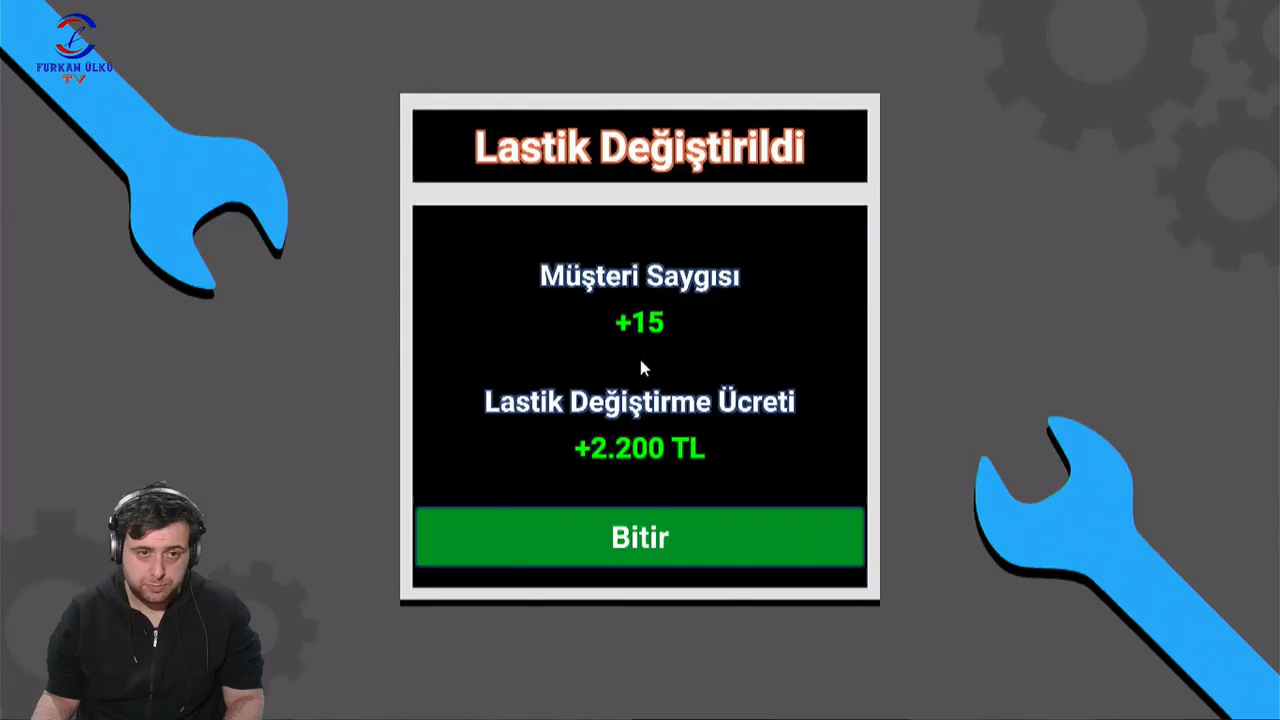 FURKAN ÜLKÜ
TV
Lastik Değiştirildi
Müşteri Saygısı
+15
Lastik Değiştirme Ücreti
+2.200 TL
Bitir